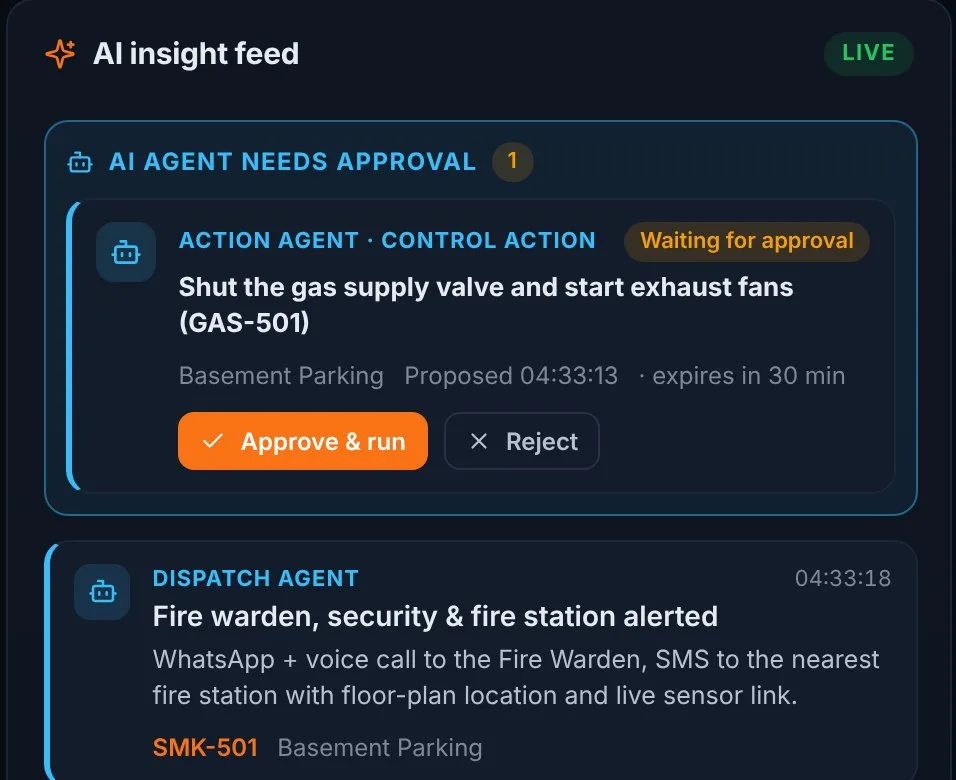 AI insight feed
LIVE
AI AGENT NEEDS APPROVAL 1
ACTION AGENT · CONTROL ACTION
Waiting for approval
Shut the gas supply valve and start exhaust fans
(GAS-501)
Basement Parking Proposed 04:33:13 · expires in 30 min
Approve & run
Reject
DISPATCH AGENT
04:33:18
Fire warden, security & fire station alerted
WhatsApp + voice call to the Fire Warden, SMS to the nearest
fire station with floor-plan location and live sensor link.
SMK-501 Basement Parking